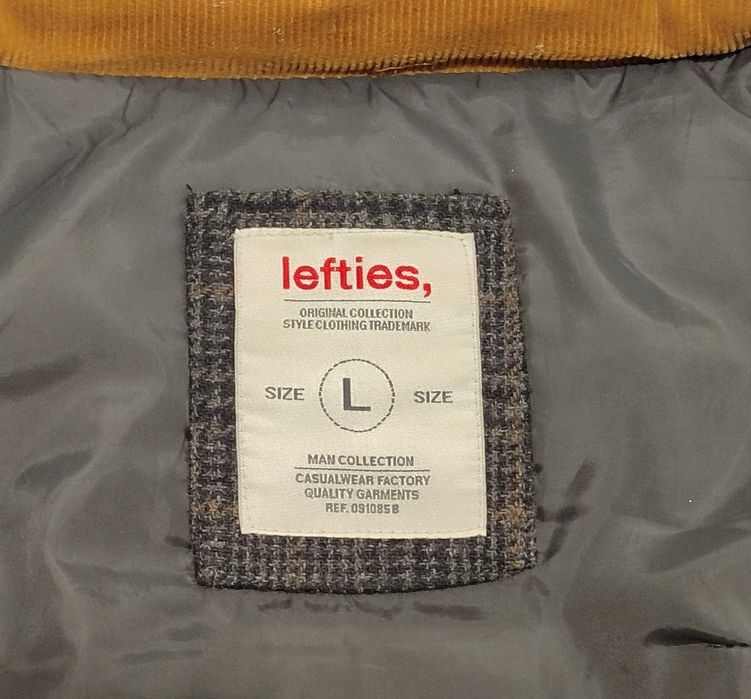 lefties,
ORIGINAL COLLECTION
STYLE CLOTHING TRADEMARK
SIZE L SIZE
MAN COLLECTION
CASUALWEAR FACTORY
QUALITY GARMENTS
REF. 091085B